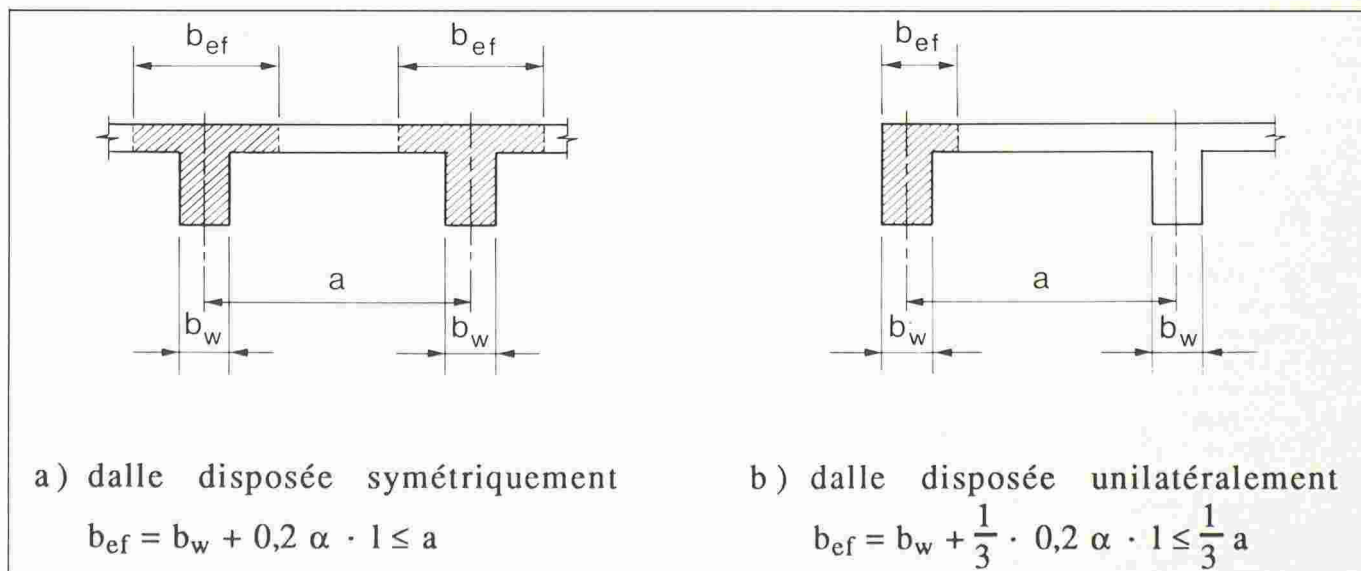 b_ef b_ef
a
b_w b_w
a) dalle disposée symétriquement
b_ef = b_w + 0,2 α · l ≤ a
b_ef
a
b_w b_w
b) dalle disposée unilatéralement
b_ef = b_w + 1/3 · 0,2 α · l ≤ 1/3 a